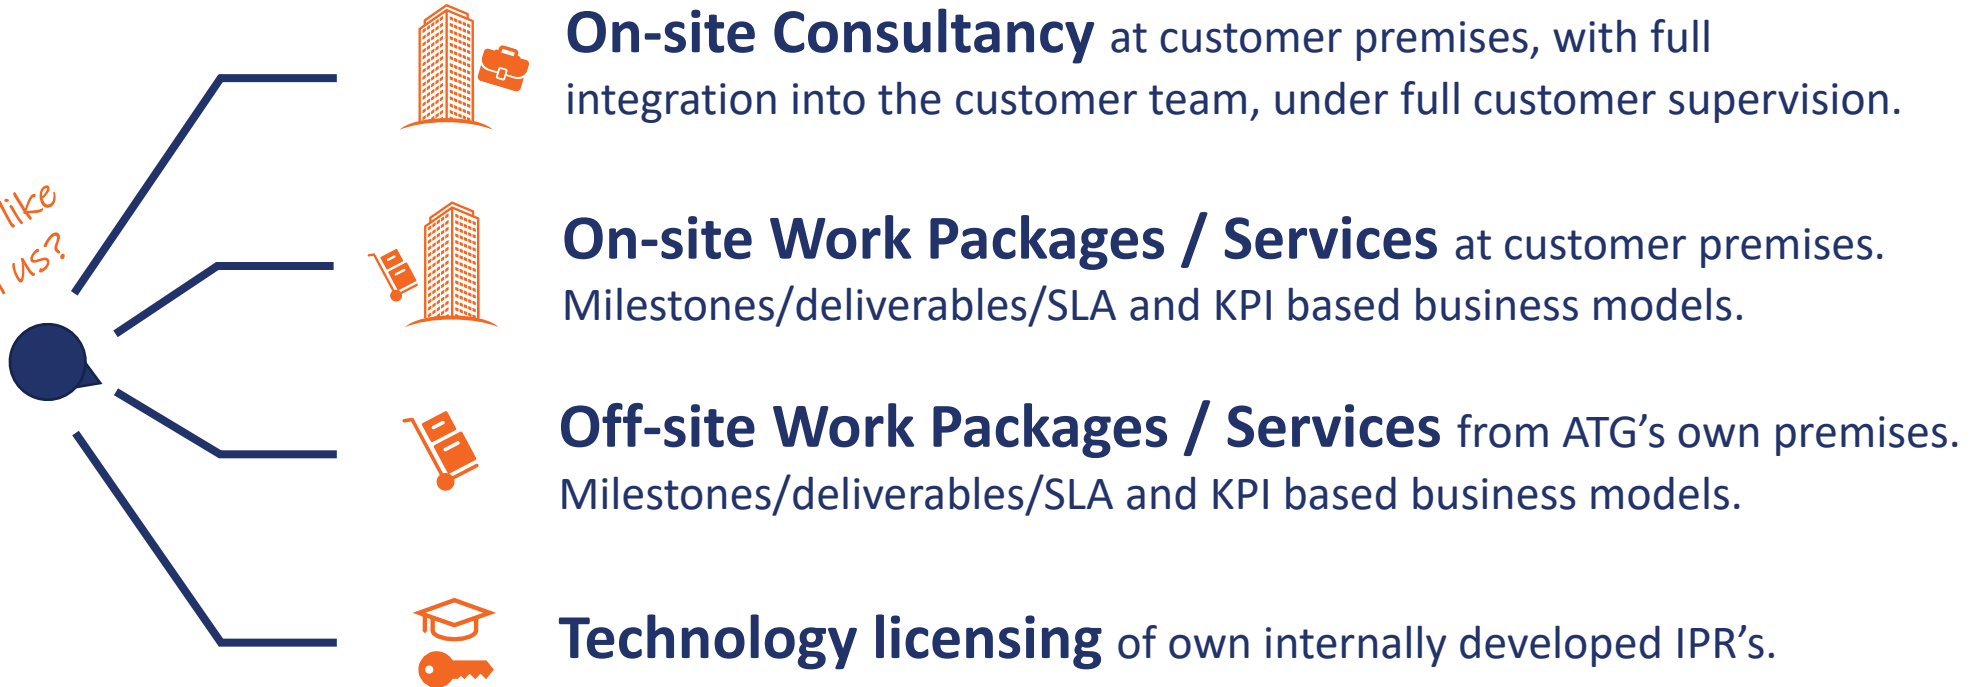 On-site Consultancy at customer premises, with full
integration into the customer team, under full customer supervision.
like
us?
On-site Work Packages / Services at customer premises.
Milestones/deliverables/SLA and KPI based business models.
Off-site Work Packages / Services from ATG’s own premises.
Milestones/deliverables/SLA and KPI based business models.
Technology licensing of own internally developed IPR’s.